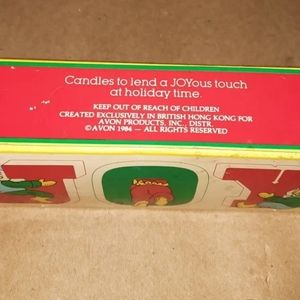 Candles to lend a JOYous touch
at holiday time.
KEEP OUT OF REACH OF CHILDREN
CREATED EXCLUSIVELY IN BRITISH HONG KONG FOR
AVON PRODUCTS, INC., DISTR.
©AVON 1984 — ALL RIGHTS RESERVED